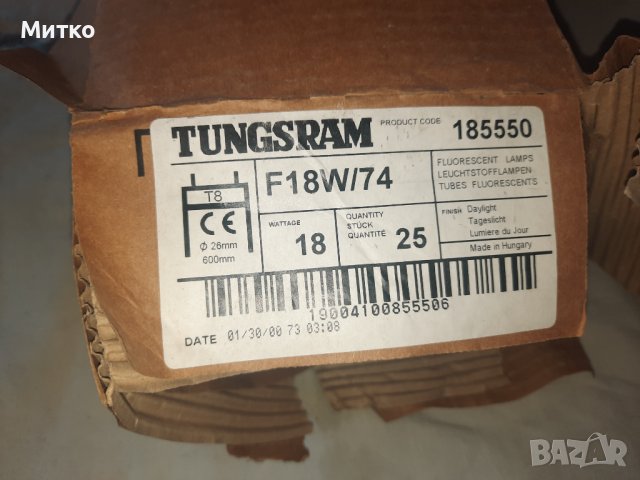 Митко
TUNGSRAM
PRODUCT CODE 185550
T8
CE
Ø 26mm
600mm
F18W/74
FLUORESCENT LAMPS
LEUCHTSTOFFLAMPEN
TUBES FLUORESCENTS
WATTAGE 18
QUANTITY
STÜCK
QUANTITÉ 25
FINISH Daylight
Tageslicht
Lumiere du Jour
Made in Hungary
19004100855506
DATE 01/30/00 73 03:08
BAZAR